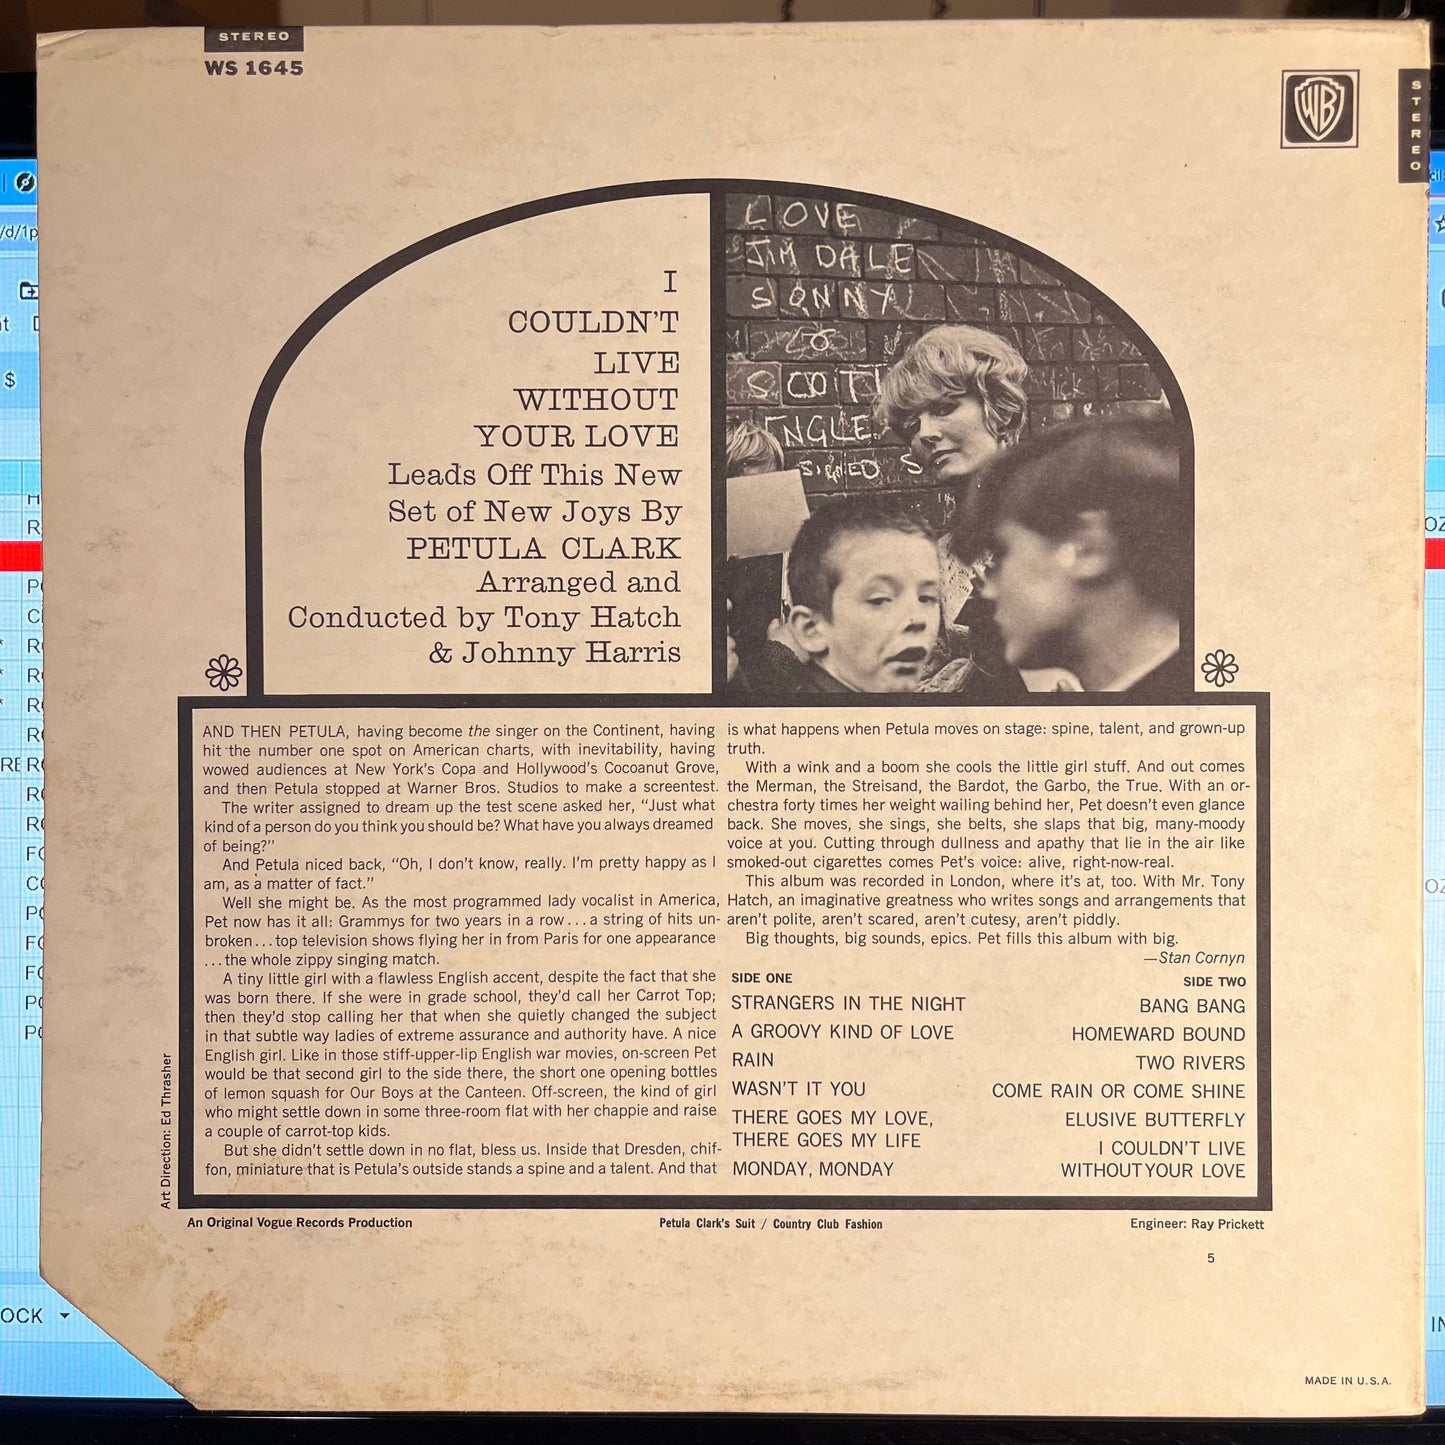 STEREO
WS 1645
WB
STEREO
LOVE
JIM DALE
SONNY
SCOTT
ENGLE
SIGNED S
Mick
I
COULDN'T
LIVE
WITHOUT
YOUR LOVE
Leads Off This New
Set of New Joys By
PETULA CLARK
Arranged and
Conducted by Tony Hatch
& Johnny Harris
AND THEN PETULA, having become the singer on the Continent, having
hit the number one spot on American charts, with inevitability, having
wowed audiences at New York's Copa and Hollywood's Cocoanut Grove,
and then Petula stopped at Warner Bros. Studios to make a screentest.
The writer assigned to dream up the test scene asked her, "Just what
kind of a person do you think you should be? What have you always dreamed
of being?"
And Petula niced back, "Oh, I don't know, really. I'm pretty happy as I
am, as a matter of fact."
Well she might be. As the most programmed lady vocalist in America,
Pet now has it all: Grammys for two years in a row...a string of hits un-
broken...top television shows flying her in from Paris for one appearance
...the whole zippy singing match.
A tiny little girl with a flawless English accent, despite the fact that she
was born there. If she were in grade school, they'd call her Carrot Top;
then they'd stop calling her that when she quietly changed the subject
in that subtle way ladies of extreme assurance and authority have. A nice
English girl. Like in those stiff-upper-lip English war movies, on-screen Pet
would be that second girl to the side there, the short one opening bottles
of lemon squash for Our Boys at the Canteen. Off-screen, the kind of girl
who might settle down in some three-room flat with her chappie and raise
a couple of carrot-top kids.
But she didn't settle down in no flat, bless us. Inside that Dresden, chif-
fon, miniature that is Petula's outside stands a spine and a talent. And that
is what happens when Petula moves on stage: spine, talent, and grown-up
truth.
With a wink and a boom she cools the little girl stuff. And out comes
the Merman, the Streisand, the Bardot, the Garbo, the True. With an or-
chestra forty times her weight wailing behind her, Pet doesn't even glance
back. She moves, she sings, she belts, she slaps that big, many-moody
voice at you. Cutting through dullness and apathy that lie in the air like
smoked-out cigarettes comes Pet's voice: alive, right-now-real.
This album was recorded in London, where it's at, too. With Mr. Tony
Hatch, an imaginative greatness who writes songs and arrangements that
aren't polite, aren't scared, aren't cutesy, aren't piddly.
Big thoughts, big sounds, epics. Pet fills this album with big.
—Stan Cornyn
SIDE ONE
STRANGERS IN THE NIGHT
A GROOVY KIND OF LOVE
RAIN
WASN'T IT YOU
THERE GOES MY LOVE,
THERE GOES MY LIFE
MONDAY, MONDAY
SIDE TWO
BANG BANG
HOMEWARD BOUND
TWO RIVERS
COME RAIN OR COME SHINE
ELUSIVE BUTTERFLY
I COULDN'T LIVE
WITHOUT YOUR LOVE
Art Direction: Ed Thrasher
An Original Vogue Records Production
Petula Clark's Suit / Country Club Fashion
Engineer: Ray Prickett
5
MADE IN U.S.A.
/d/1p
$
OCK